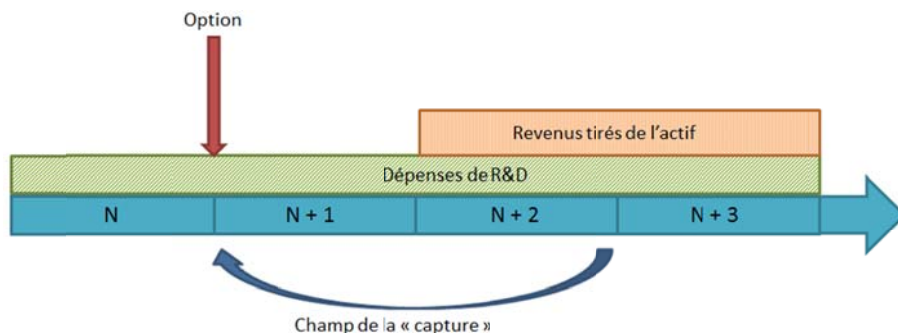 Option
Revenus tirés de l'actif
Dépenses de R&D
N
N + 1
N + 2
N + 3
Champ de la « capture »